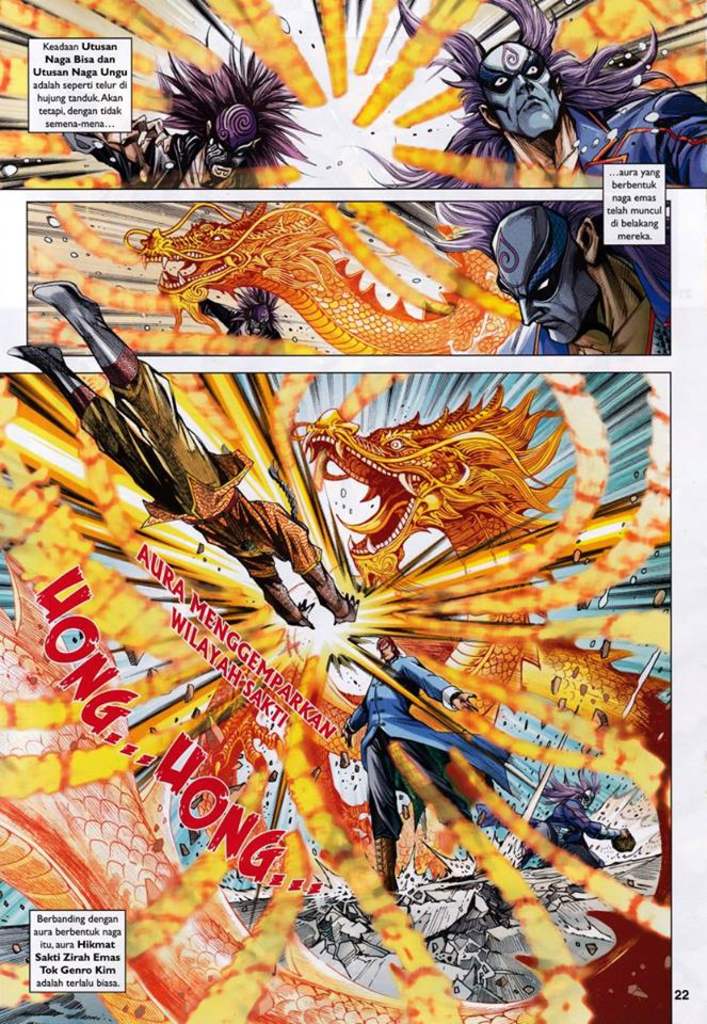 Keadaan Utusan
Naga Bisa dan
Utusan Naga Ungu
adalah seperti telur di
hujung tanduk. Akan
tetapi, dengan tidak
semena-mena...
...aura yang
berbentuk
naga emas
telah muncul
di belakang
mereka.
AURA MENGGEMPARKAN
WILAYAH SAKTI
UONG... UONG...
Berbanding dengan
aura berbentuk naga
itu, aura Hikmat
Sakti Zirah Emas
Tok Genro Kim
adalah terlalu biasa.
22